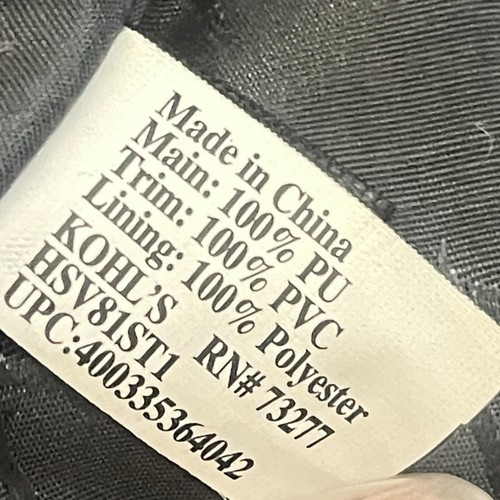 Made in China
Main: 100% PU
Trim: 100% PVC
Lining: 100% Polyester
KOHL'S RN# 73277
HSV81ST1
UPC:400335364042